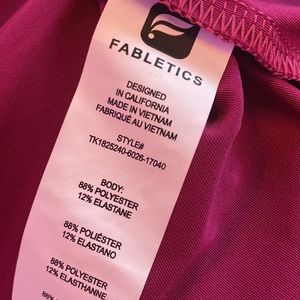 FABLETICS
DESIGNED
IN CALIFORNIA
MADE IN VIETNAM
FABRIQUÉ AU VIETNAM
STYLE#
TK1825240-6026-17040
BODY:
88% POLYESTER
12% ELASTANE
88% POLIÉSTER
12% ELASTANO
88% POLYESTER
12% ELASTHANNE